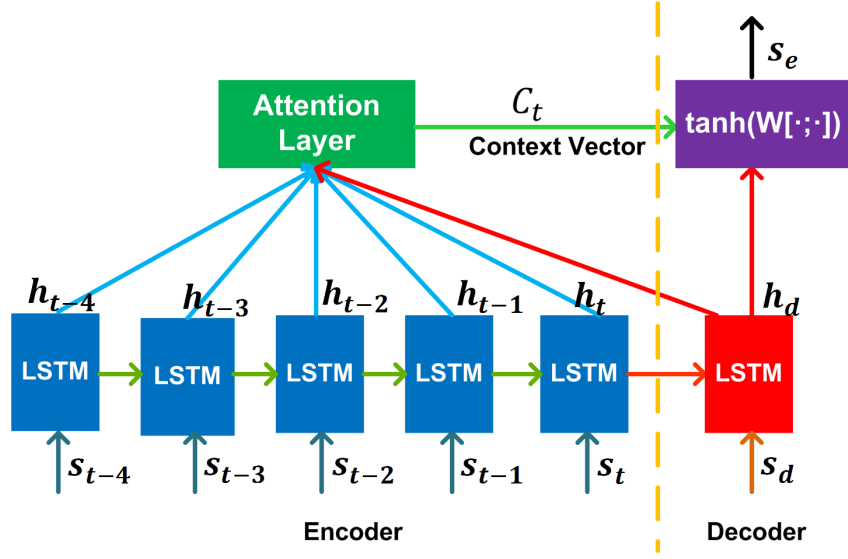 s_e
Attention
Layer
C_t
Context Vector
tanh(W[·;·])
h_{t−4}
h_{t−3}
h_{t−2}
h_{t−1}
h_t
h_d
LSTM
LSTM
LSTM
LSTM
LSTM
LSTM
s_{t−4}
s_{t−3}
s_{t−2}
s_{t−1}
s_t
s_d
Encoder
Decoder